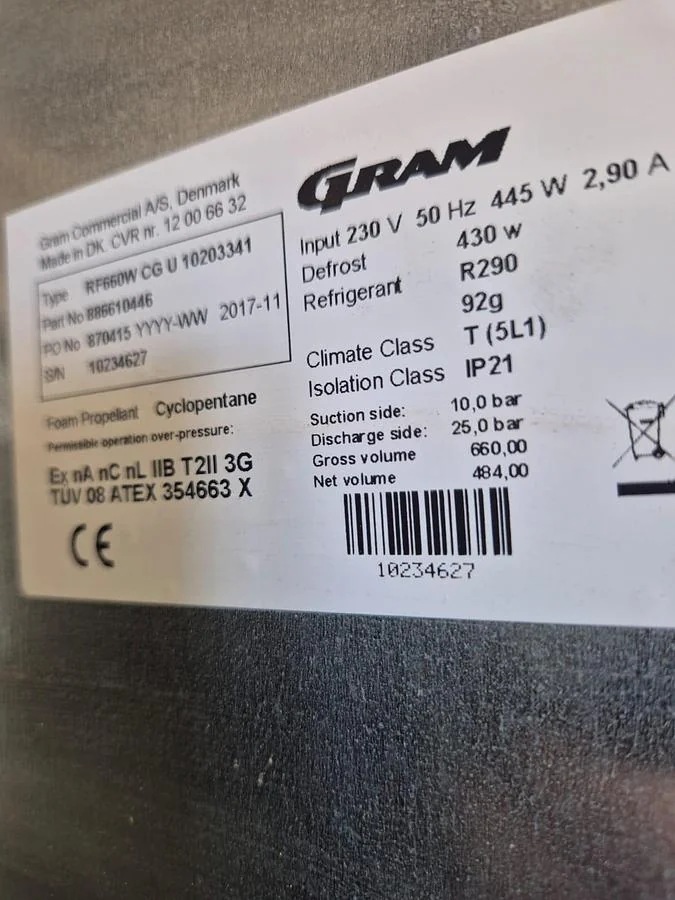 Gram Commercial A/S, Denmark
Made in DK. CVR nr. 12 00 66 32
Type RF660W CG U 10203341
Part No 886610446
PO No 870415 YYYY-WW 2017-11
S/N 10234627
Foam Propellant Cyclopentane
Permissible operation over-pressure:
Ex nA nC nL IIB T2II 3G
TÜV 08 ATEX 354663 X
CE
GRAM
Input 230 V 50 Hz 445 W 2,90 A
Defrost 430 W
Refrigerant R290
92g
Climate Class T (5L1)
Isolation Class IP21
Suction side: 10,0 bar
Discharge side: 25,0 bar
Gross volume 660,00
Net volume 484,00
10234627